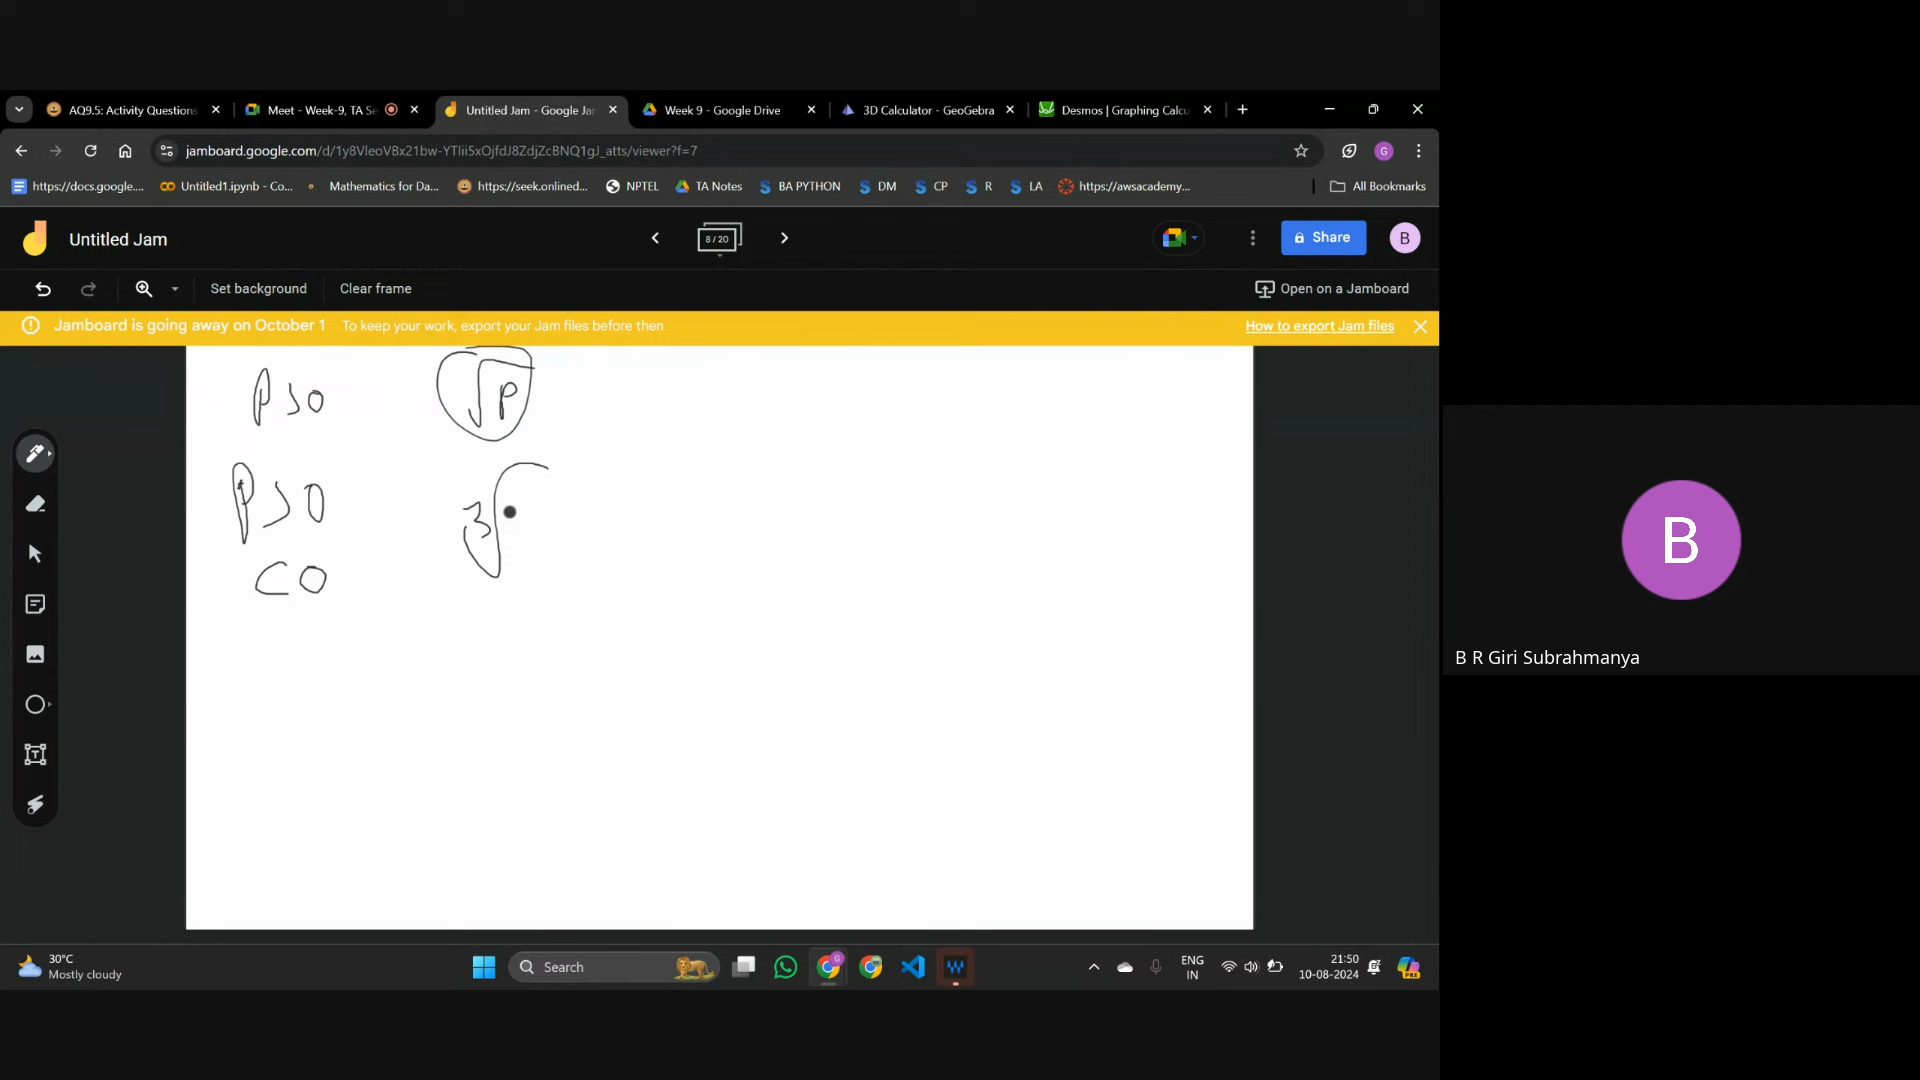 AQ9.5: Activity Questions
Meet - Week-9, TA Se
Untitled Jam - Google Ja
Week 9 - Google Drive
3D Calculator - GeoGebra
Desmos | Graphing Calcu
jamboard.google.com/d/1y8VleoVBx21bw-YTlii5xOjfdJ8ZdjZcBNQ1gJ_atts/viewer?f=7
G
https://docs.google....
Untitled1.ipynb - Co...
Mathematics for Da...
https://seek.onlined...
NPTEL
TA Notes
BA PYTHON
DM
CP
R
LA
https://awsacademy...
All Bookmarks
Untitled Jam
8 / 20
Share
B
Set background
Clear frame
Open on a Jamboard
Jamboard is going away on October 1 To keep your work, export your Jam files before then
How to export Jam files
P > 0 √P
P > 0 3√
< 0
B
B R Giri Subrahmanya
30°C
Mostly cloudy
Search
ENG
IN
21:50
10-08-2024
PRE